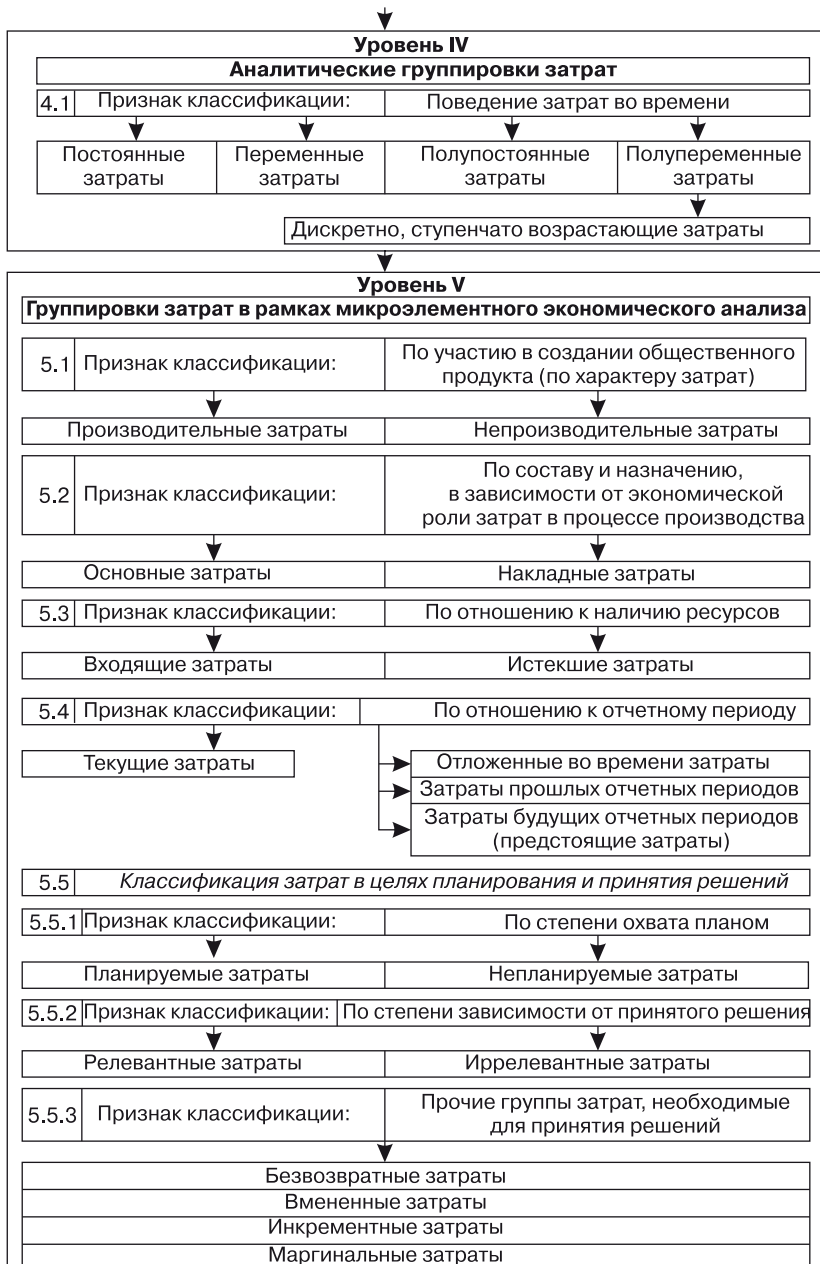 Уровень IV
Аналитические группировки затрат
4.1 Признак классификации: Поведение затрат во времени
Постоянные затраты
Переменные затраты
Полупостоянные затраты
Полупеременные затраты
Дискретно, ступенчато возрастающие затраты
Уровень V
Группировки затрат в рамках микроэлементного экономического анализа
5.1 Признак классификации: По участию в создании общественного
продукта (по характеру затрат)
Производительные затраты Непроизводительные затраты
5.2 Признак классификации: По составу и назначению,
в зависимости от экономической
роли затрат в процессе производства
Основные затраты Накладные затраты
5.3 Признак классификации: По отношению к наличию ресурсов
Входящие затраты Истекшие затраты
5.4 Признак классификации: По отношению к отчетному периоду
Текущие затраты Отложенные во времени затраты
Затраты прошлых отчетных периодов
Затраты будущих отчетных периодов
(предстоящие затраты)
5.5 Классификация затрат в целях планирования и принятия решений
5.5.1 Признак классификации: По степени охвата планом
Планируемые затраты Непланируемые затраты
5.5.2 Признак классификации: По степени зависимости от принятого решения
Релевантные затраты Иррелевантные затраты
5.5.3 Признак классификации: Прочие группы затрат, необходимые
для принятия решений
Безвозвратные затраты
Вмененные затраты
Инкрементные затраты
Маргинальные затраты